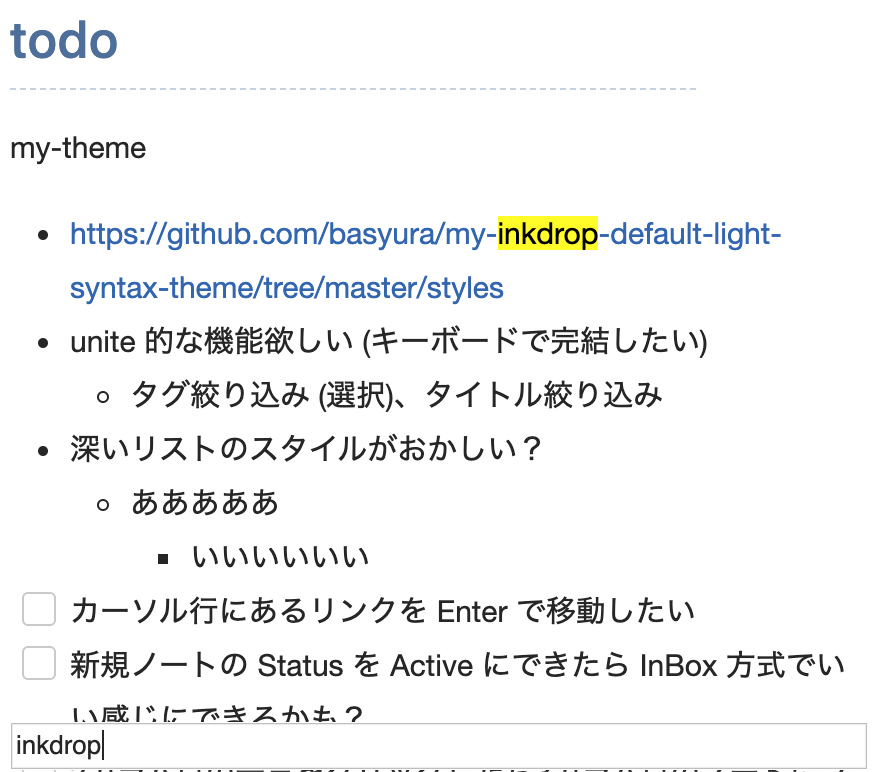 todo
my-theme
https://github.com/basyura/my-inkdrop-default-light-
syntax-theme/tree/master/styles
unite 的な機能欲しい (キーボードで完結したい)
タグ絞り込み (選択)、タイトル絞り込み
深いリストのスタイルがおかしい？
あああああ
いいいいいい
カーソル行にあるリンクを Enter で移動したい
新規ノートの Status を Active にできたら InBox 方式でい
い感じにできるかも？
inkdrop